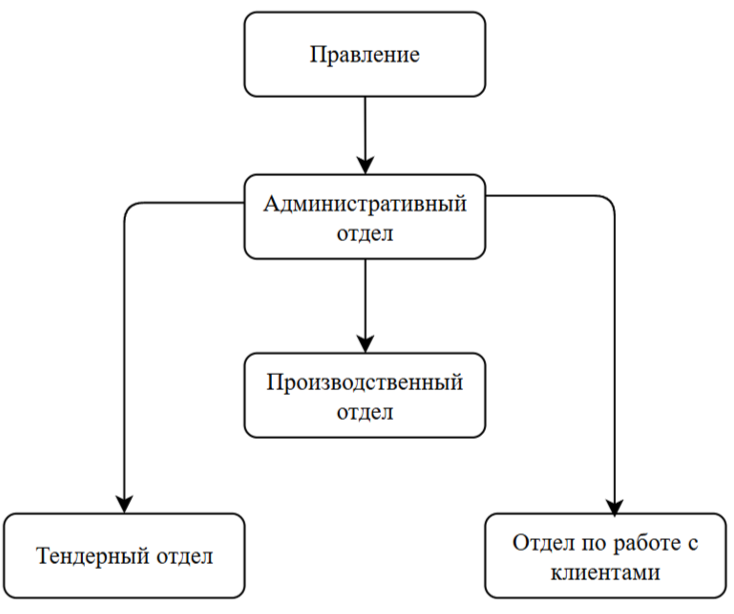 Правление
Административный
отдел
Производственный
отдел
Тендерный отдел
Отдел по работе с
клиентами